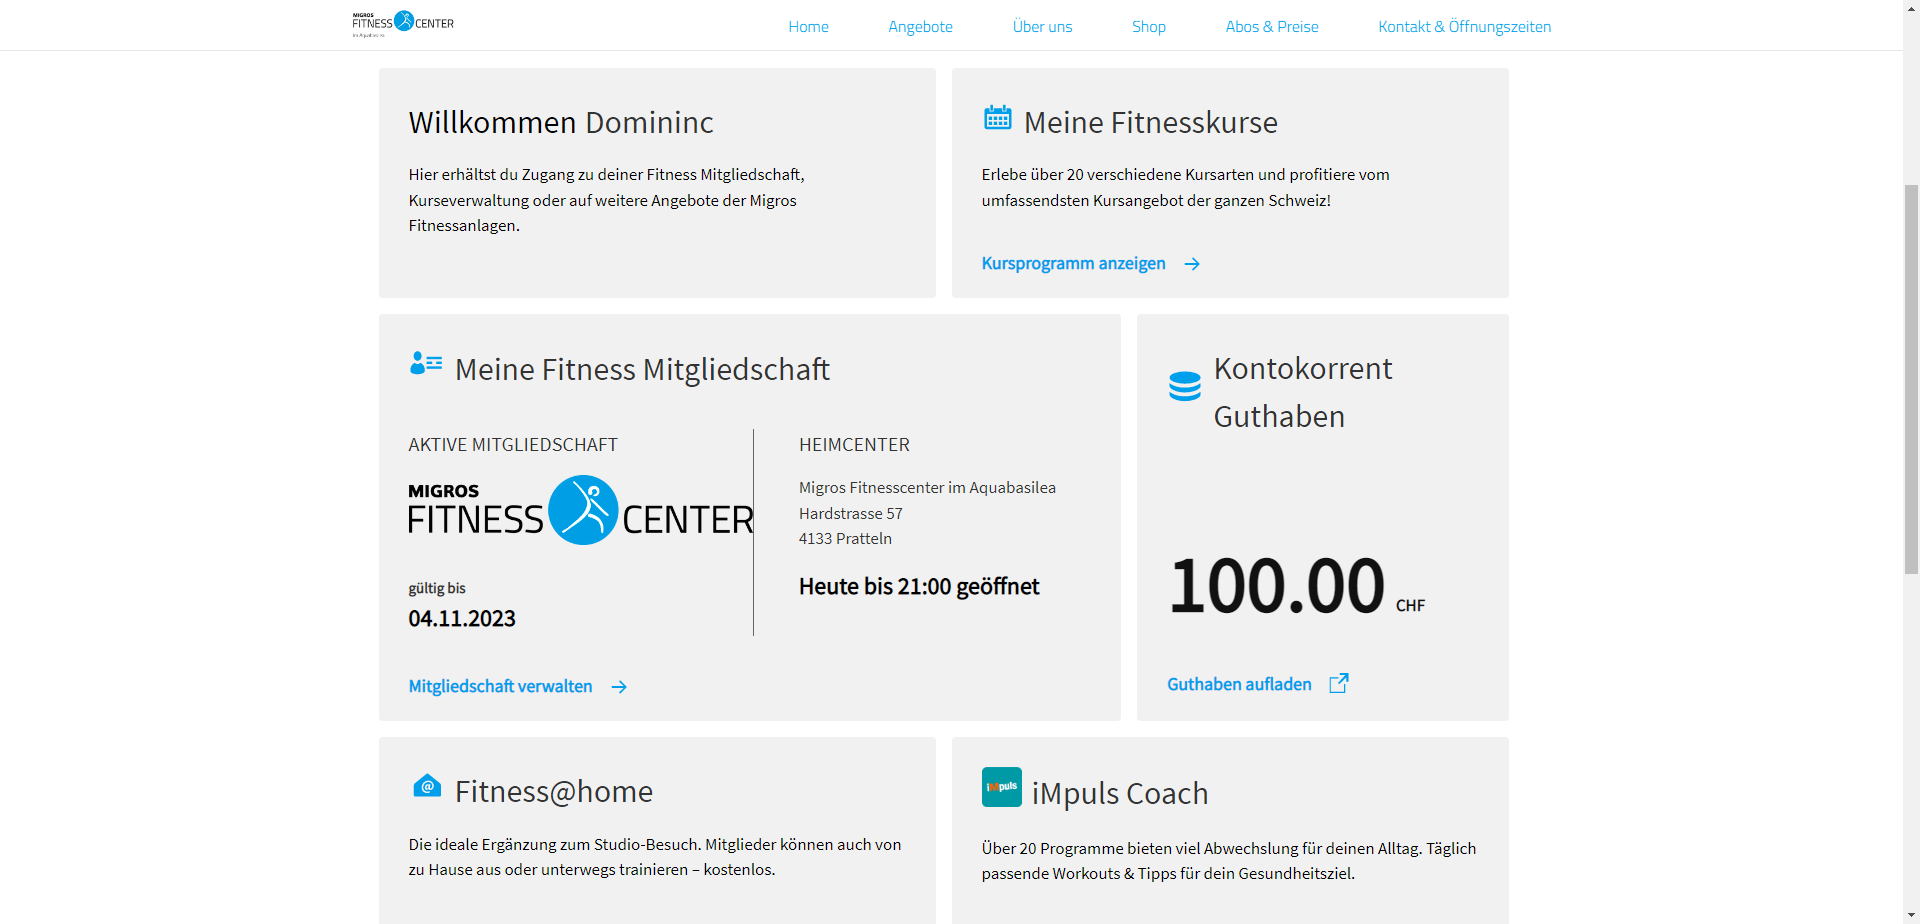 MIGROS
FITNESS CENTER
im Aquabasilea
Home Angebote Über uns Shop Abos & Preise Kontakt & Öffnungszeiten
Willkommen Domininc
Hier erhältst du Zugang zu deiner Fitness Mitgliedschaft,
Kurseverwaltung oder auf weitere Angebote der Migros
Fitnessanlagen.
Meine Fitnesskurse
Erlebe über 20 verschiedene Kursarten und profitiere vom
umfassendsten Kursangebot der ganzen Schweiz!
Kursprogramm anzeigen
Meine Fitness Mitgliedschaft
AKTIVE MITGLIEDSCHAFT
MIGROS
FITNESS CENTER
gültig bis
04.11.2023
Mitgliedschaft verwalten
HEIMCENTER
Migros Fitnesscenter im Aquabasilea
Hardstrasse 57
4133 Pratteln
Heute bis 21:00 geöffnet
Kontokorrent
Guthaben
100.00 CHF
Guthaben aufladen
@ Fitness@home
Die ideale Ergänzung zum Studio-Besuch. Mitglieder können auch von
zu Hause aus oder unterwegs trainieren – kostenlos.
iMpuls
iMpuls Coach
Über 20 Programme bieten viel Abwechslung für deinen Alltag. Täglich
passende Workouts & Tipps für dein Gesundheitsziel.